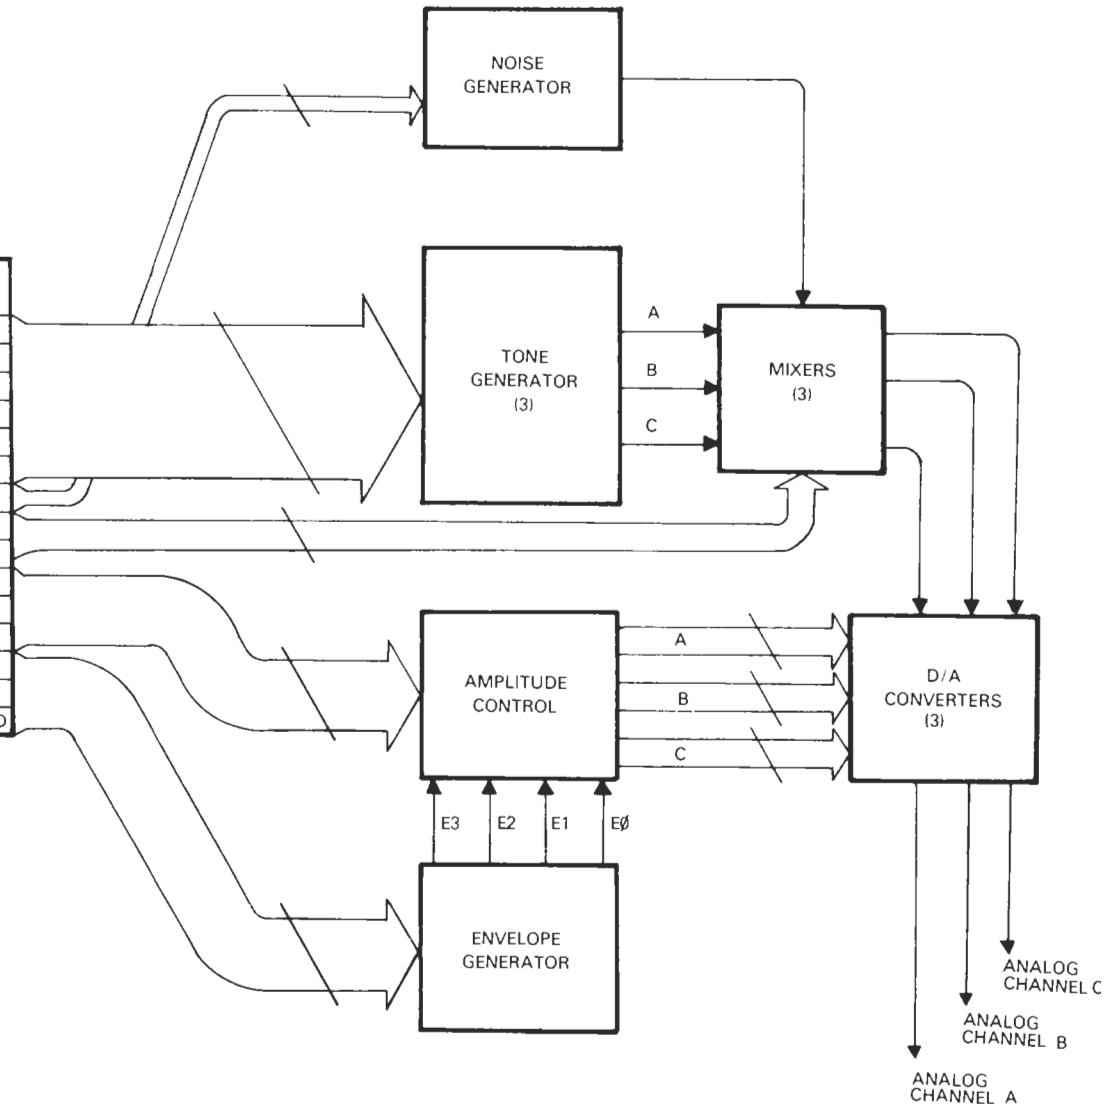 NOISE
GENERATOR
TONE
GENERATOR
(3)
A
B
C
MIXERS
(3)
AMPLITUDE
CONTROL
A
B
C
D/A
CONVERTERS
(3)
E3
E2
E1
EØ
ENVELOPE
GENERATOR
ANALOG
CHANNEL C
ANALOG
CHANNEL B
ANALOG
CHANNEL A